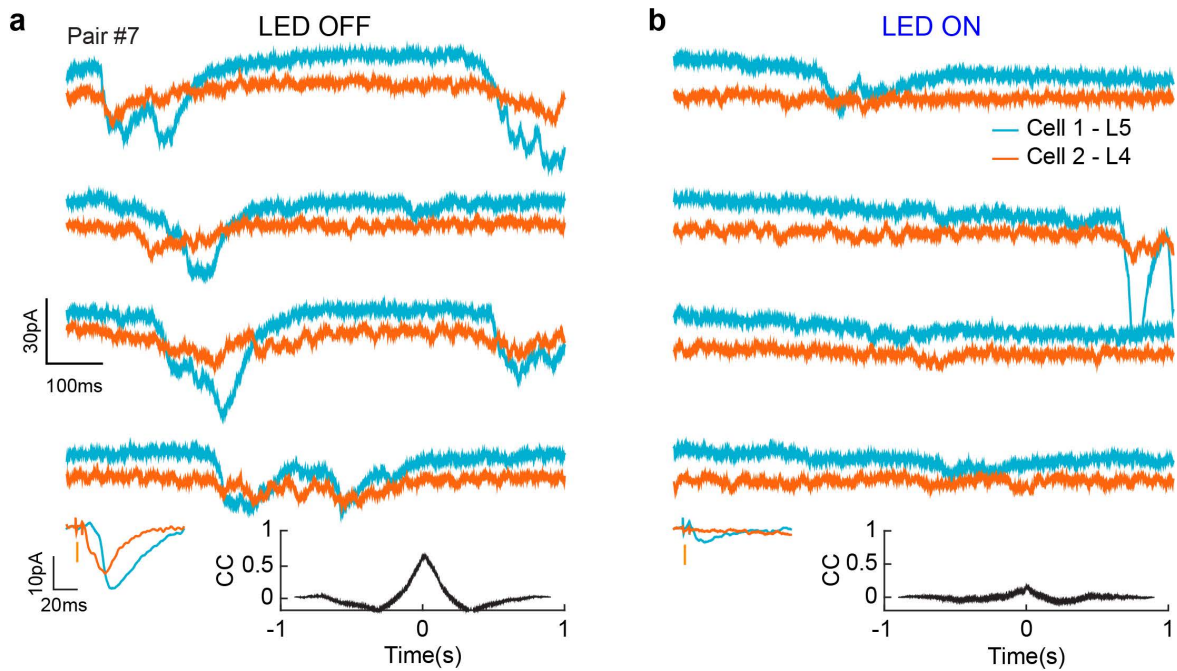 a
LED OFF
Pair #7
30pA
100ms
10pA
20ms
CC
1
0.5
0
-1
0
1
Time(s)
b
LED ON
Cell 1 - L5
Cell 2 - L4
CC
1
0.5
0
-1
0
1
Time(s)